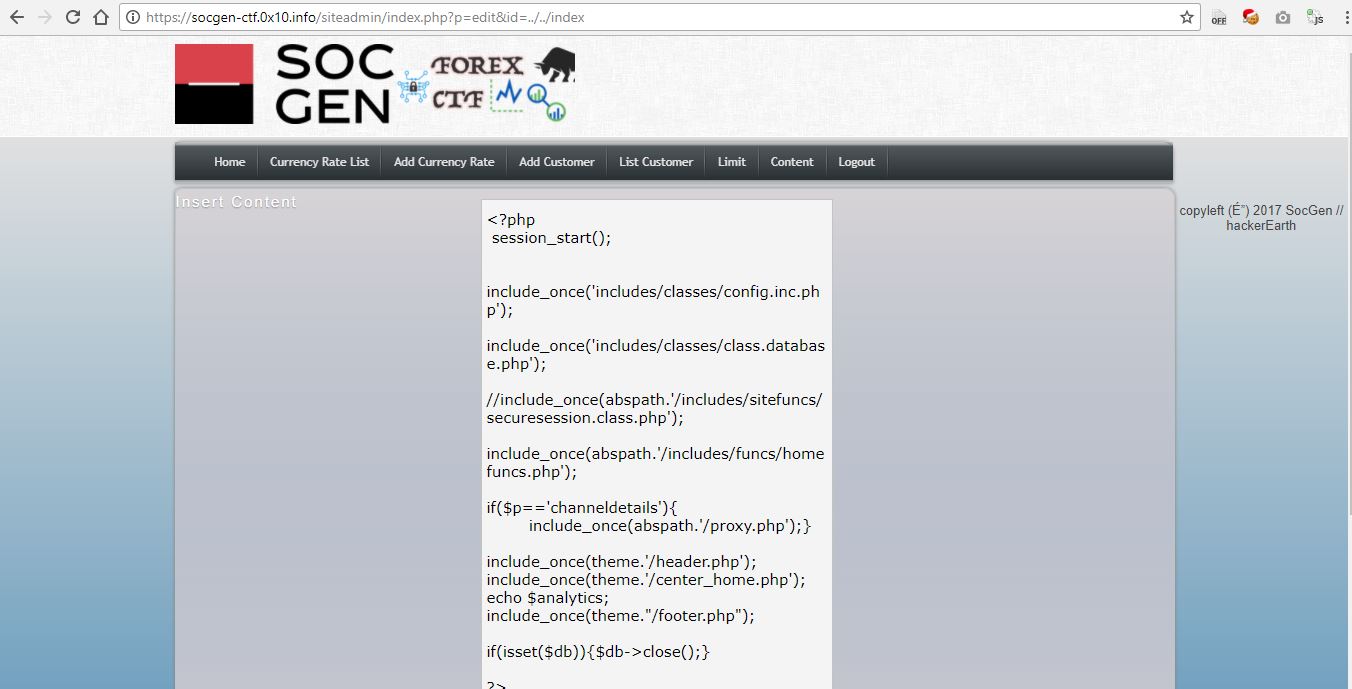 https://socgen-ctf.0x10.info/siteadmin/index.php?p=edit&id=../../index
OFF
JS
SOC
GEN
FOREX
CTF
Home
Currency Rate List
Add Currency Rate
Add Customer
List Customer
Limit
Content
Logout
Insert Content
<?php
session_start();
include_once('includes/classes/config.inc.ph
p');
include_once('includes/classes/class.databas
e.php');
//include_once(abspath.'/includes/sitefuncs/
securesession.class.php');
include_once(abspath.'/includes/funcs/home
funcs.php');
if($p=='channeldetails'){
include_once(abspath.'/proxy.php');}
include_once(theme.'/header.php');
include_once(theme.'/center_home.php');
echo $analytics;
include_once(theme."/footer.php");
if(isset($db)){$db->close();}
?>
copyleft (É”) 2017 SocGen //
hackerEarth